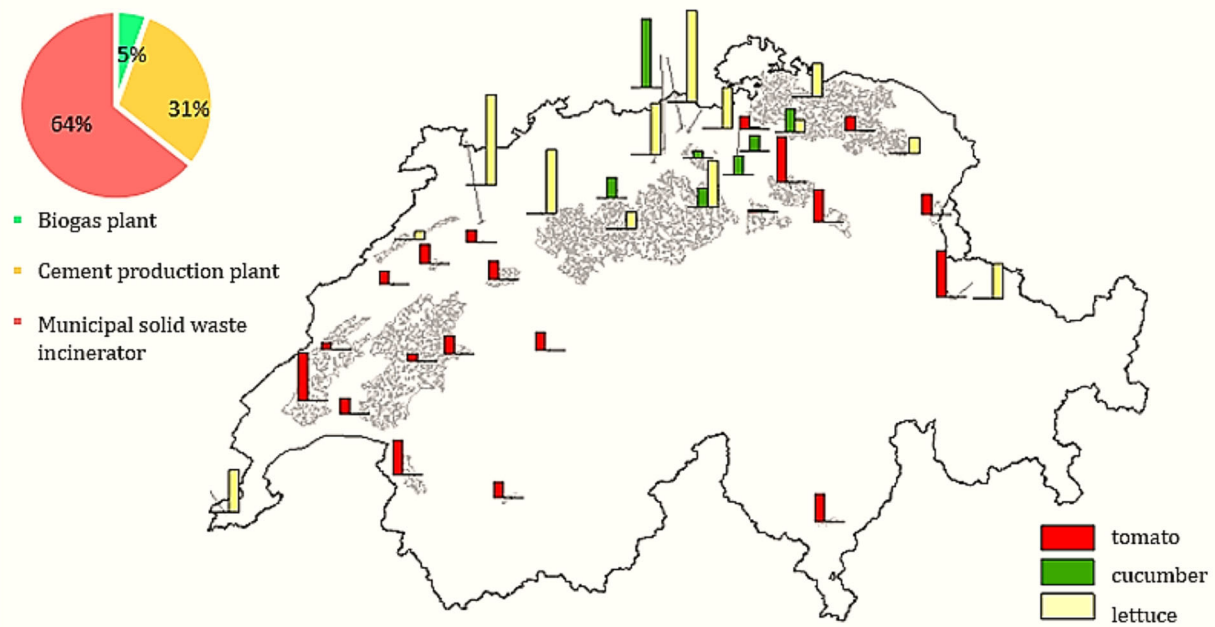 5%
31%
64%
Biogas plant
Cement production plant
Municipal solid waste
incinerator
tomato
cucumber
lettuce